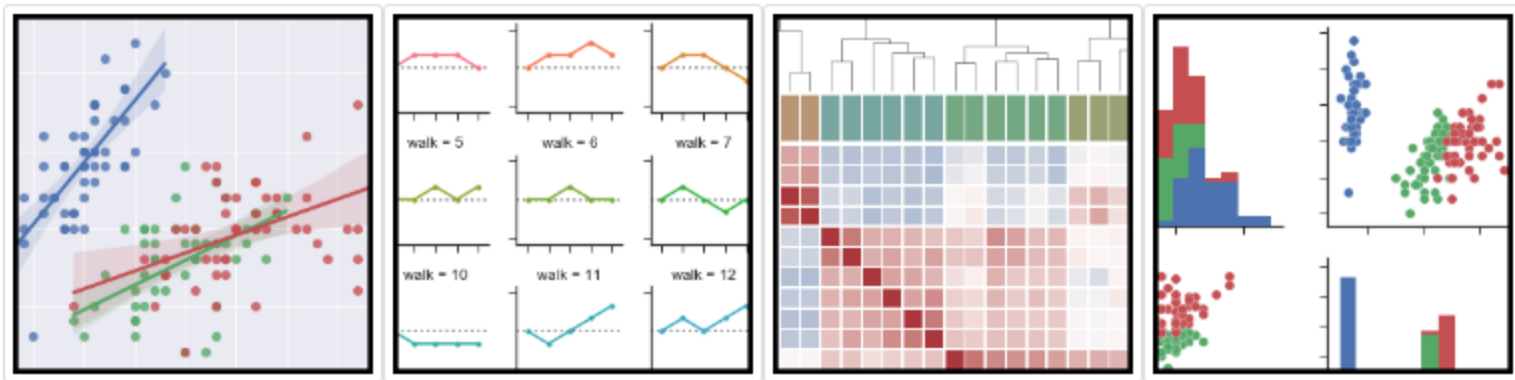 walk = 5 walk = 6 walk = 7
walk = 10 walk = 11 walk = 12